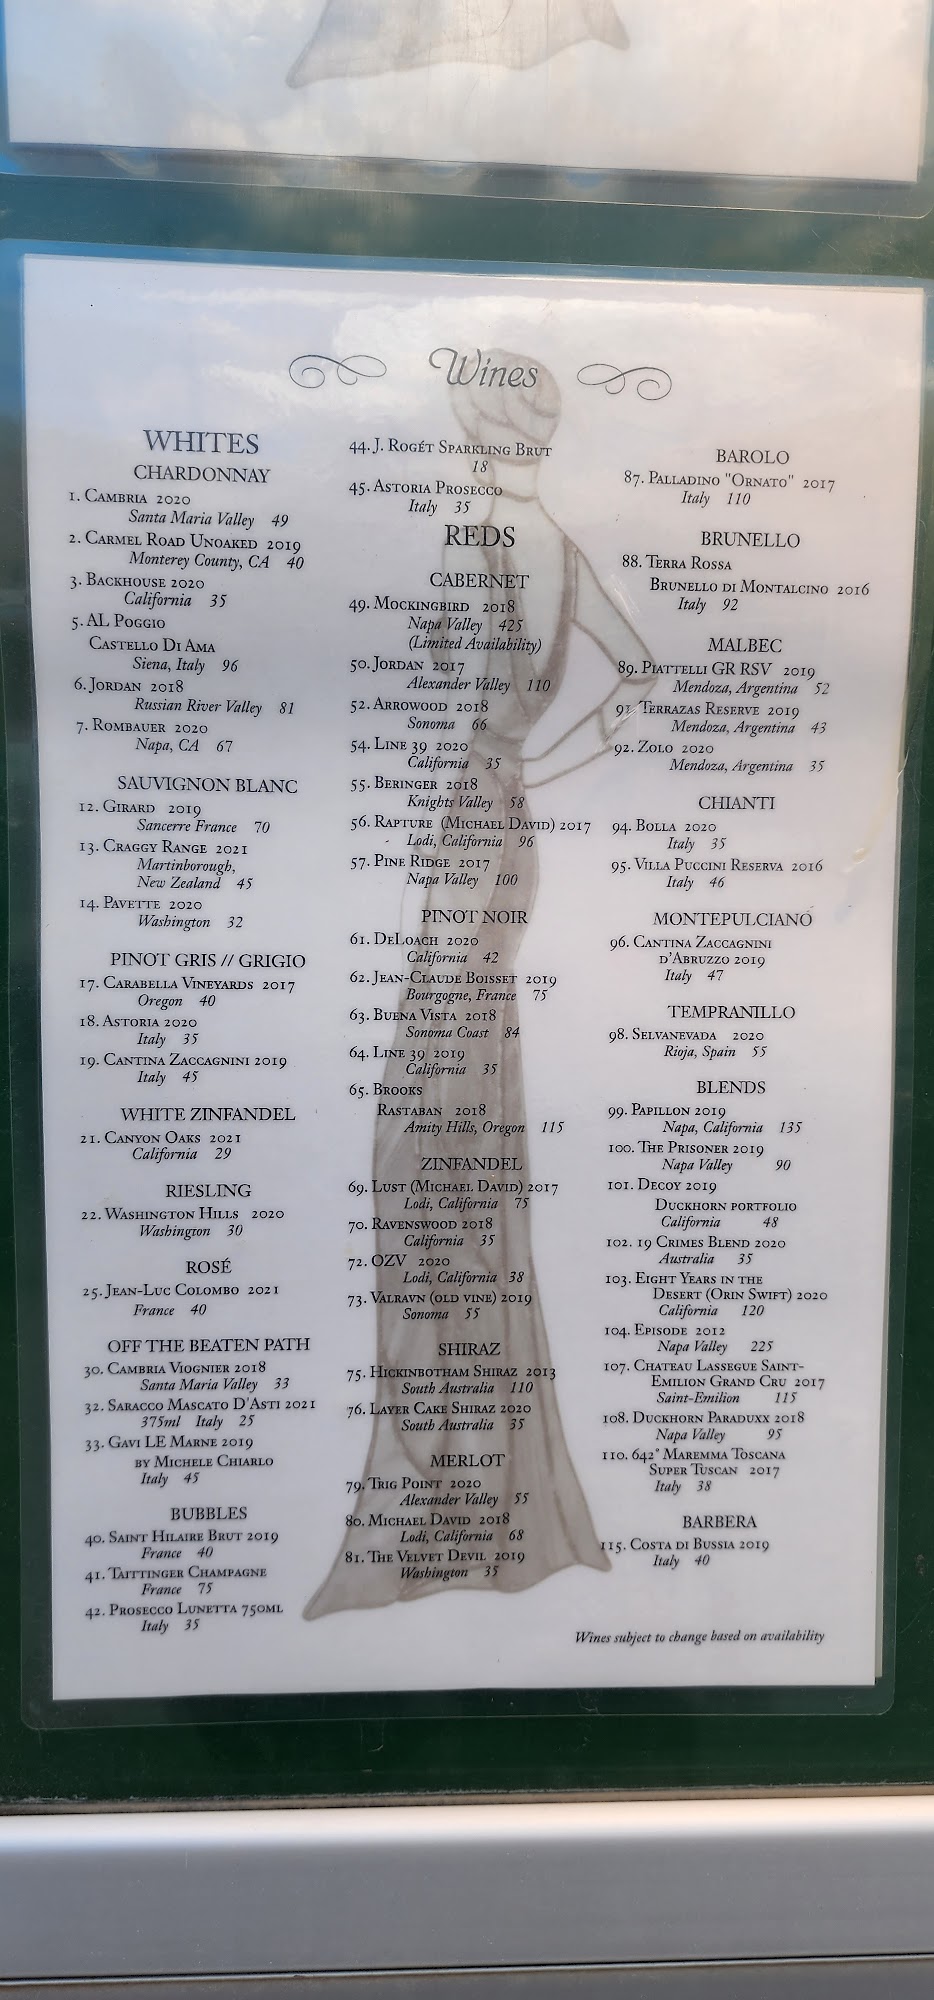 Wines
WHITES
CHARDONNAY
1. CAMBRIA 2020
Santa Maria Valley 49
2. CARMEL ROAD UNOAKED 2019
Monterey County, CA 40
3. BACKHOUSE 2020
California 35
5. AL POGGIO
CASTELLO DI AMA
Siena, Italy 96
6. JORDAN 2018
Russian River Valley 81
7. ROMBAUER 2020
Napa, CA 67
SAUVIGNON BLANC
12. GIRARD 2019
Sancerre France 70
13. CRAGGY RANGE 2021
Martinborough,
New Zealand 45
14. PAVETTE 2020
Washington 32
PINOT GRIS // GRIGIO
17. CARABELLA VINEYARDS 2017
Oregon 40
18. ASTORIA 2020
Italy 35
19. CANTINA ZACCAGNINI 2019
Italy 45
WHITE ZINFANDEL
21. CANYON OAKS 2021
California 29
RIESLING
22. WASHINGTON HILLS 2020
Washington 30
ROSÉ
25. JEAN-LUC COLOMBO 2021
France 40
OFF THE BEATEN PATH
30. CAMBRIA VIOGNIER 2018
Santa Maria Valley 33
32. SARACCO MASCATO D'ASTI 2021
375ml Italy 25
33. GAVI LE MARNE 2019
BY MICHELE CHIARLO
Italy 45
BUBBLES
40. SAINT HILAIRE BRUT 2019
France 40
41. TAITTINGER CHAMPAGNE
France 75
42. PROSECCO LUNETTA 750ML
Italy 35
44. J. ROGÉT SPARKLING BRUT
18
45. ASTORIA PROSECCO
Italy 35
REDS
CABERNET
49. MOCKINGBIRD 2018
Napa Valley 425
(Limited Availability)
50. JORDAN 2017
Alexander Valley 110
52. ARROWOOD 2018
Sonoma 66
54. LINE 39 2020
California 35
55. BERINGER 2018
Knights Valley 58
56. RAPTURE (MICHAEL DAVID) 2017
Lodi, California 96
57. PINE RIDGE 2017
Napa Valley 100
PINOT NOIR
61. DELOACH 2020
California 42
62. JEAN-CLAUDE BOISSET 2019
Bourgogne, France 75
63. BUENA VISTA 2018
Sonoma Coast 84
64. LINE 39 2019
California 35
65. BROOKS
RASTABAN 2018
Amity Hills, Oregon 115
ZINFANDEL
69. LUST (MICHAEL DAVID) 2017
Lodi, California 75
70. RAVENSWOOD 2018
California 35
72. OZV 2020
Lodi, California 38
73. VALRAVN (OLD VINE) 2019
Sonoma 55
SHIRAZ
75. HICKINBOTHAM SHIRAZ 2013
South Australia 110
76. LAYER CAKE SHIRAZ 2020
South Australia 35
MERLOT
79. TRIG POINT 2020
Alexander Valley 55
80. MICHAEL DAVID 2018
Lodi, California 68
81. THE VELVET DEVIL 2019
Washington 35
BAROLO
87. PALLADINO "ORNATO" 2017
Italy 110
BRUNELLO
88. TERRA ROSSA
BRUNELLO DI MONTALCINO 2016
Italy 92
MALBEC
89. PIATTELLI GR RSV 2019
Mendoza, Argentina 52
91. TERRAZAS RESERVE 2019
Mendoza, Argentina 43
92. ZOLO 2020
Mendoza, Argentina 35
CHIANTI
94. BOLLA 2020
Italy 35
95. VILLA PUCCINI RESERVA 2016
Italy 46
MONTEPULCIANO
96. CANTINA ZACCAGNINI
D'ABRUZZO 2019
Italy 47
TEMPRANILLO
98. SELVANEVADA 2020
Rioja, Spain 55
BLENDS
99. PAPILLON 2019
Napa, California 135
100. THE PRISONER 2019
Napa Valley 90
101. DECOY 2019
DUCKHORN PORTFOLIO
California 48
102. 19 CRIMES BLEND 2020
Australia 35
103. EIGHT YEARS IN THE
DESERT (ORIN SWIFT) 2020
California 120
104. EPISODE 2012
Napa Valley 225
107. CHATEAU LASSEGUE SAINT-
EMILION GRAND CRU 2017
Saint-Emilion 115
108. DUCKHORN PARADUXX 2018
Napa Valley 95
110. 642° MAREMMA TOSCANA
SUPER TUSCAN 2017
Italy 38
BARBERA
115. COSTA DI BUSSIA 2019
Italy 40
Wines subject to change based on availability